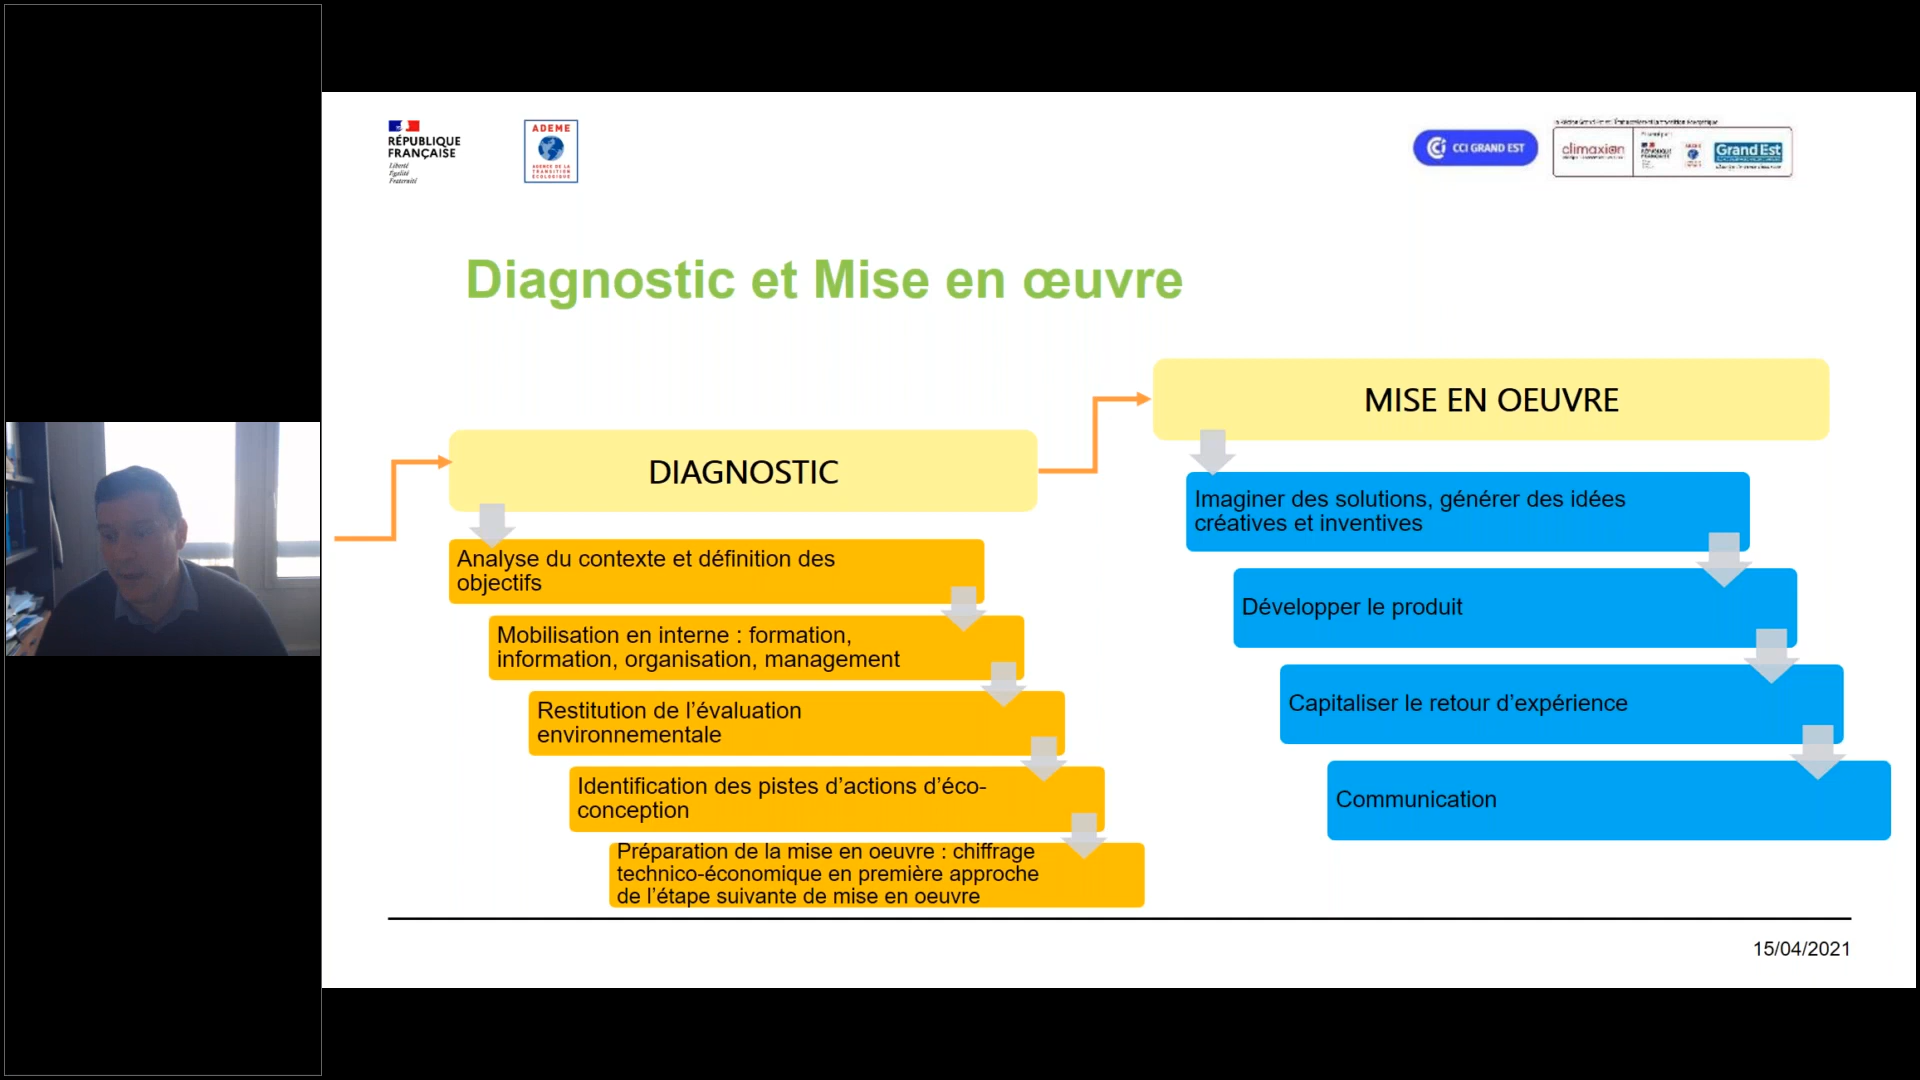 RÉPUBLIQUE
FRANÇAISE
Liberté
Égalité
Fraternité
ADEME
AGENCE DE LA
TRANSITION
ÉCOLOGIQUE
CCI GRAND EST
climaxion
Grand Est
Diagnostic et Mise en œuvre
DIAGNOSTIC
Analyse du contexte et définition des
objectifs
Mobilisation en interne : formation,
information, organisation, management
Restitution de l’évaluation
environnementale
Identification des pistes d’actions d’éco-
conception
Préparation de la mise en oeuvre : chiffrage
technico-économique en première approche
de l’étape suivante de mise en oeuvre
MISE EN OEUVRE
Imaginer des solutions, générer des idées
créatives et inventives
Développer le produit
Capitaliser le retour d’expérience
Communication
15/04/2021